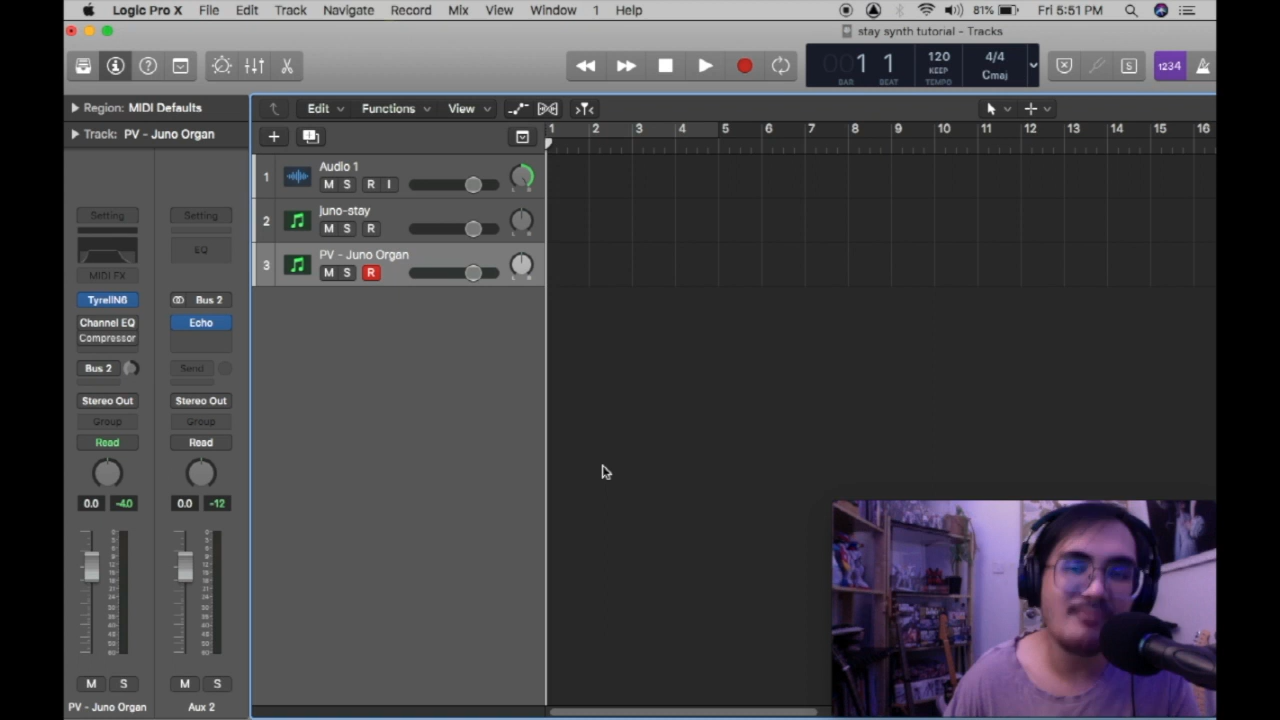 Logic Pro X File Edit Track Navigate Record Mix View Window 1 Help 81% Fri 5:51 PM
stay synth tutorial - Tracks
001 1 120 KEEP 4/4 Cmaj 1234
BAR BEAT TEMPO
Region: MIDI Defaults
Edit Functions View
Track: PV - Juno Organ
1 2 3 4 5 6 7 8 9 10 11 12 13 14 15 16
1 Audio 1
M S R I
2 juno-stay
M S R
3 PV - Juno Organ
M S R
L R
Setting Setting
EQ
MIDI FX
TyrellN6 Bus 2
Channel EQ Echo
Compressor
Bus 2 Send
Stereo Out Stereo Out
Group Group
Read Read
0.0 -4.0 0.0 -12
M S M S
PV - Juno Organ Aux 2